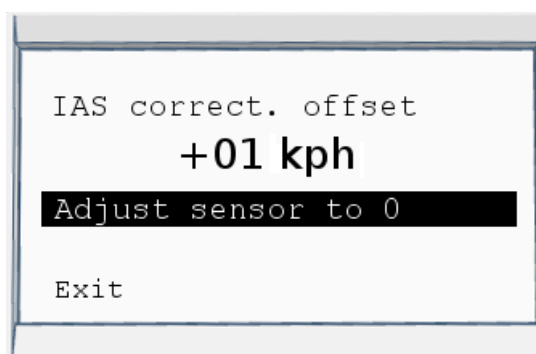 IAS correct. offset
+01 kph
Adjust sensor to 0
Exit